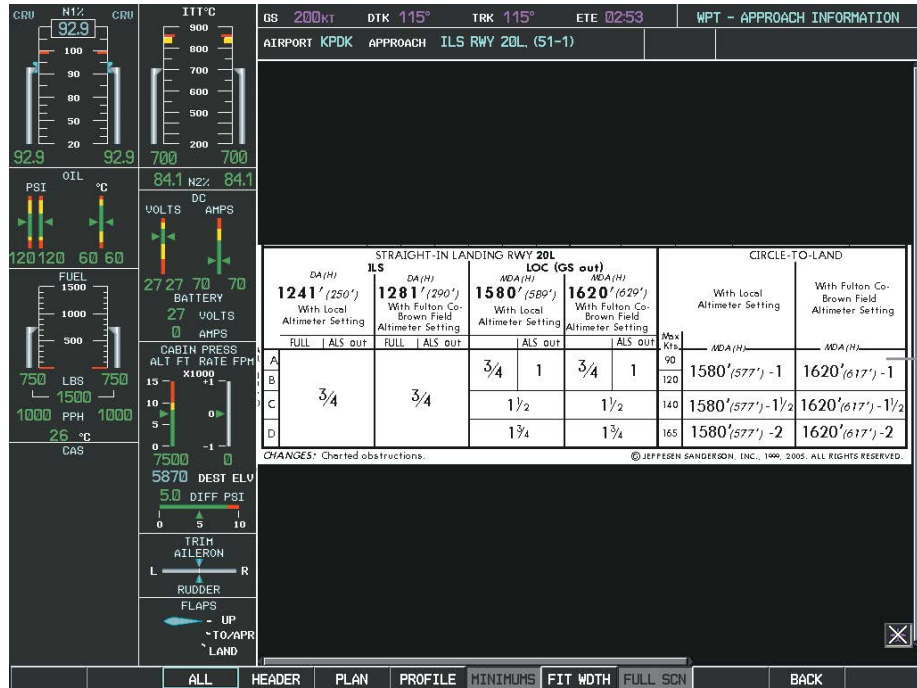 GS 200KT DTK 115° TRK 115° ETE 02:53 WPT - APPROACH INFORMATION
AIRPORT KPDK APPROACH ILS RWY 20L, (51-1)
CRU N1% CRU
92.9
100
90
80
50
20
92.9 92.9
ITT°C
900
800
700
600
500
200
700 700
84.1 N2% 84.1
OIL
PSI °C
120 120 60 60
DC
VOLTS AMPS
27 27 70 70
BATTERY
27 VOLTS
0 AMPS
FUEL
1500
1000
500
750 LBS 750
1500
1000 PPH 1000
26 °C
CAS
CABIN PRESS
ALT FT RATE FPM
X1000
15 +1
10 0
5
0 -1
7500 0
5870 DEST ELV
5.0 DIFF PSI
0 5 10
TRIM
AILERON
L R
RUDDER
FLAPS
UP
TO/APR
LAND
STRAIGHT-IN LANDING RWY 20L CIRCLE-TO-LAND
ILS LOC (GS out)
DA(H) DA(H) MDA(H) MDA(H)
1241' (250') 1281' (290') 1580' (589') 1620' (629')
With Local Altimeter Setting
With Fulton Co-Brown Field Altimeter Setting
With Local Altimeter Setting
With Fulton Co-Brown Field Altimeter Setting
With Local Altimeter Setting
With Fulton Co-Brown Field Altimeter Setting
FULL ALS out FULL ALS out ALS out ALS out Max Kts. MDA(H) MDA(H)
A 3/4 3/4 3/4 1 3/4 1 90 1580' (577') -1 1620' (617') -1
B 120
C 1 1/2 1 1/2 140 1580' (577') -1 1/2 1620' (617') -1 1/2
D 1 3/4 1 3/4 165 1580' (577') -2 1620' (617') -2
CHANGES: Charted obstructions. © JEPPESEN SANDERSON, INC., 1999, 2005. ALL RIGHTS RESERVED.
ALL HEADER PLAN PROFILE MINIMUMS FIT WDTH FULL SCN BACK